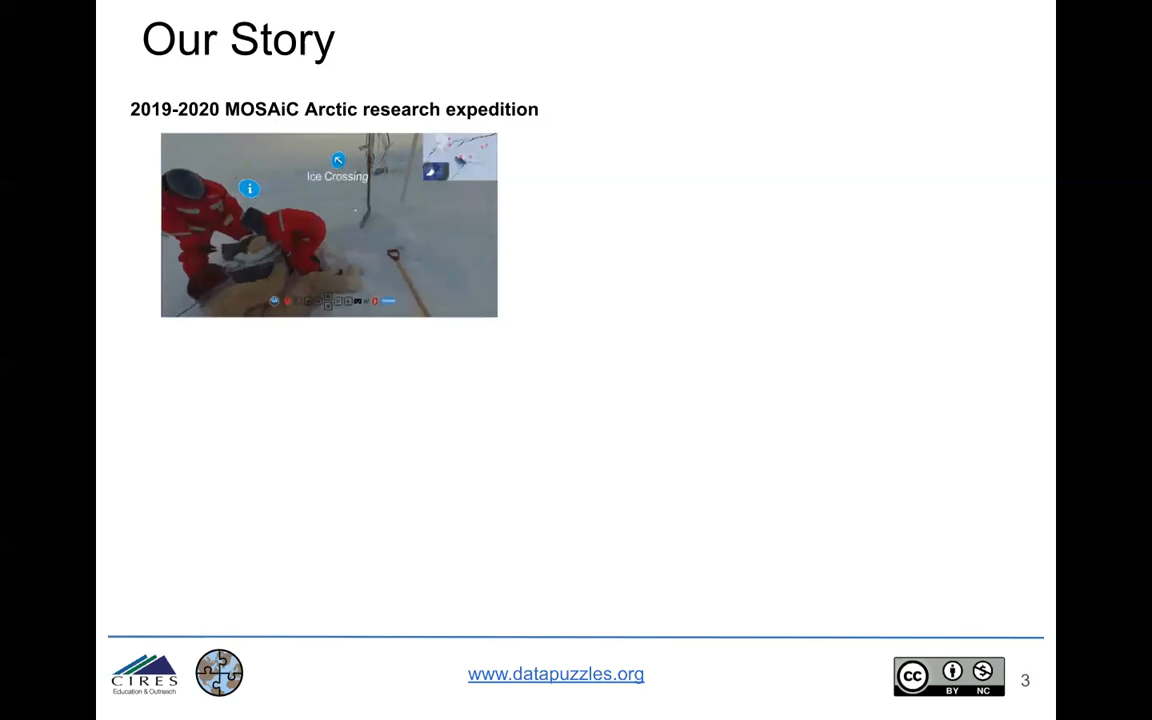 Our Story
2019-2020 MOSAiC Arctic research expedition
Ice Crossing
i
CIRES
Education & Outreach
www.datapuzzles.org
cc
BY NC
3